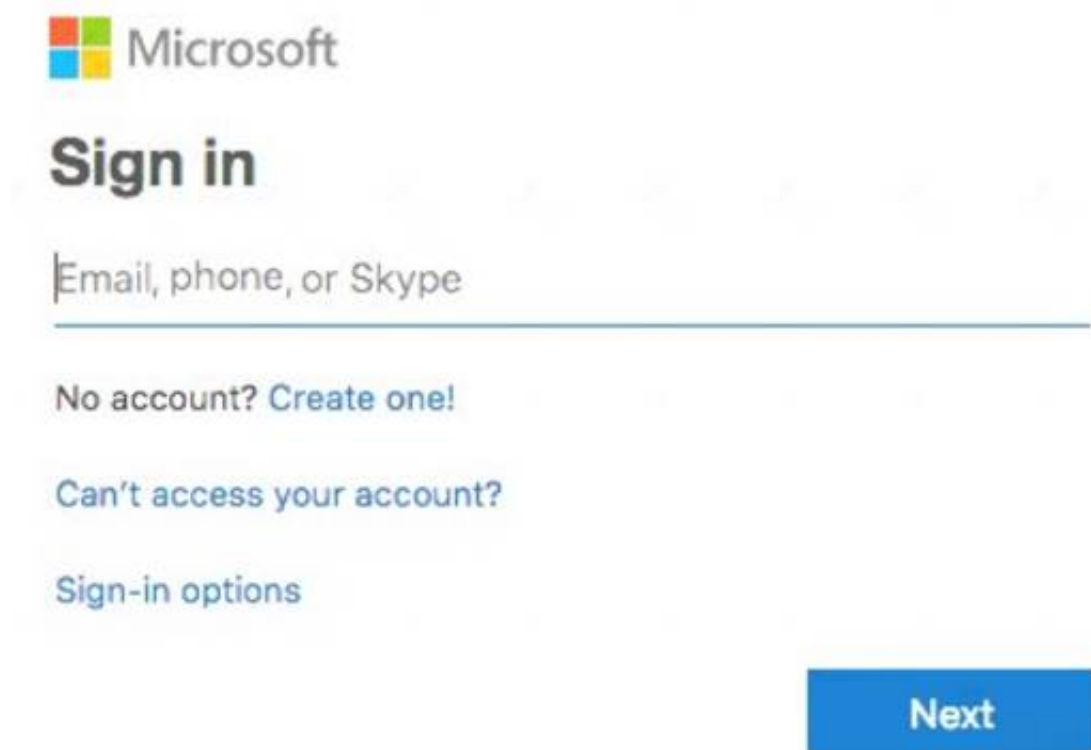 Microsoft
Sign in
Email, phone, or Skype
No account? Create one!
Can't access your account?
Sign-in options
Next